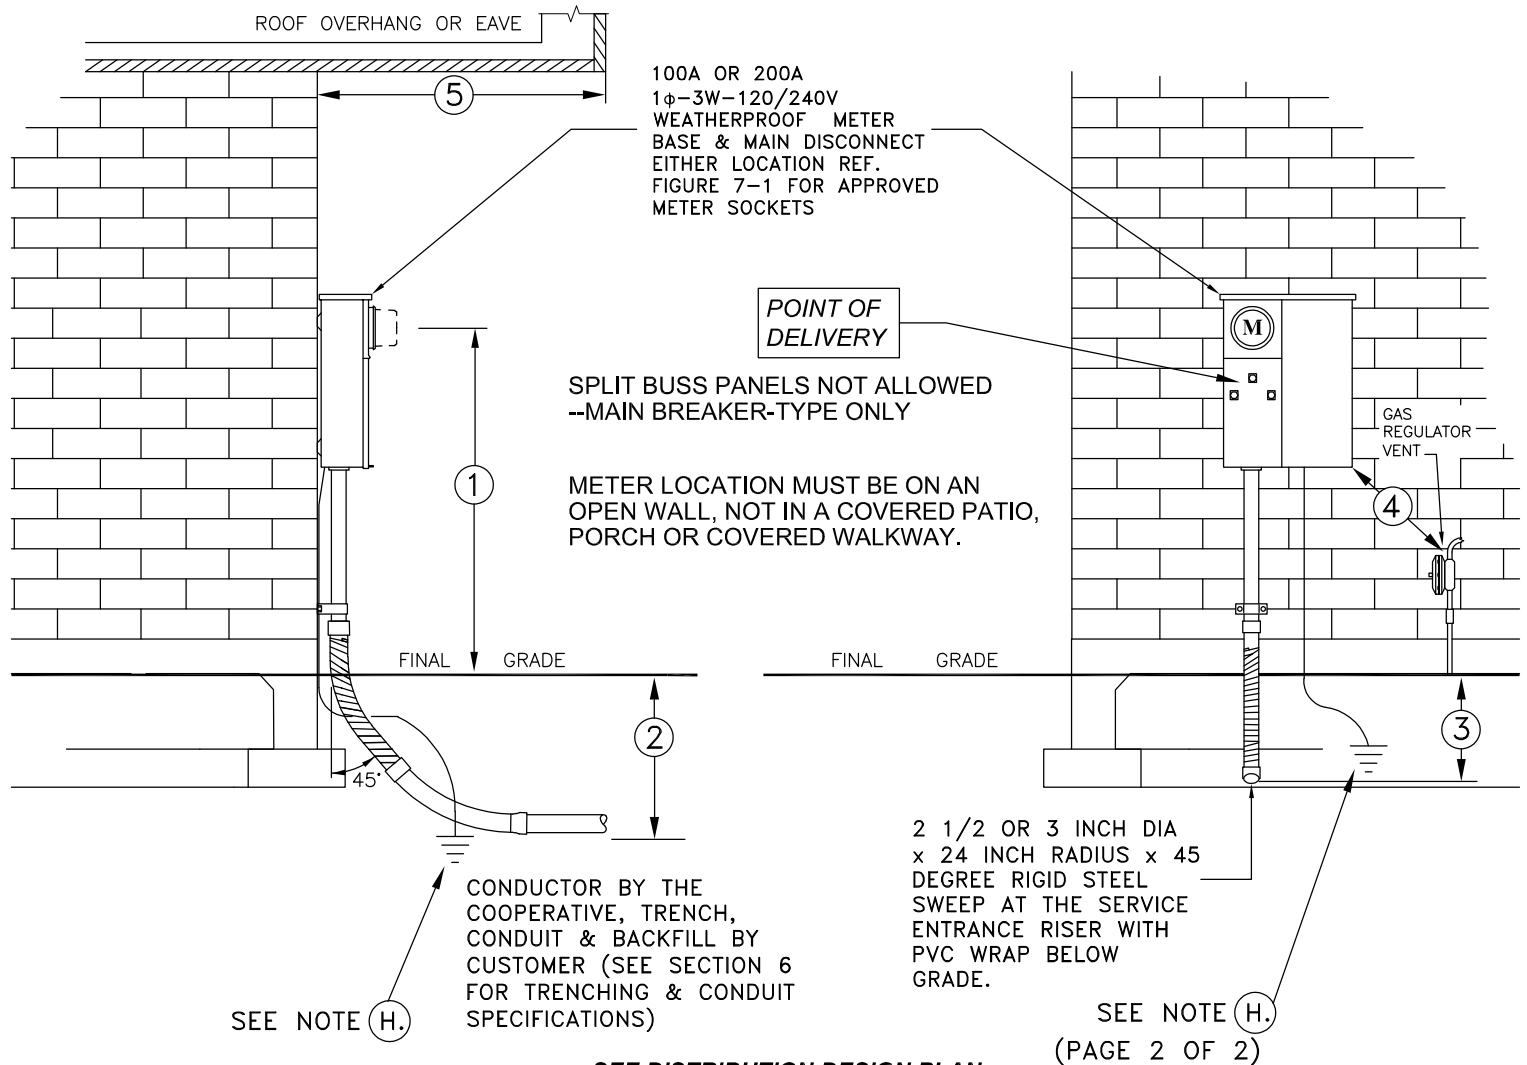 ROOF OVERHANG OR EAVE
5
100A OR 200A
1φ-3W-120/240V
WEATHERPROOF METER
BASE & MAIN DISCONNECT
EITHER LOCATION REF.
FIGURE 7-1 FOR APPROVED
METER SOCKETS
POINT OF
DELIVERY
M
SPLIT BUSS PANELS NOT ALLOWED
--MAIN BREAKER-TYPE ONLY
GAS
REGULATOR
VENT
1
METER LOCATION MUST BE ON AN
OPEN WALL, NOT IN A COVERED PATIO,
PORCH OR COVERED WALKWAY.
4
FINAL GRADE
FINAL GRADE
2
3
45°
2 1/2 OR 3 INCH DIA
x 24 INCH RADIUS x 45
DEGREE RIGID STEEL
SWEEP AT THE SERVICE
ENTRANCE RISER WITH
PVC WRAP BELOW
GRADE.
CONDUCTOR BY THE
COOPERATIVE, TRENCH,
CONDUIT & BACKFILL BY
CUSTOMER (SEE SECTION 6
FOR TRENCHING & CONDUIT
SPECIFICATIONS)
SEE NOTE H.
SEE NOTE H.
(PAGE 2 OF 2)
SEE DISTRIBUTION DESIGN PLAN